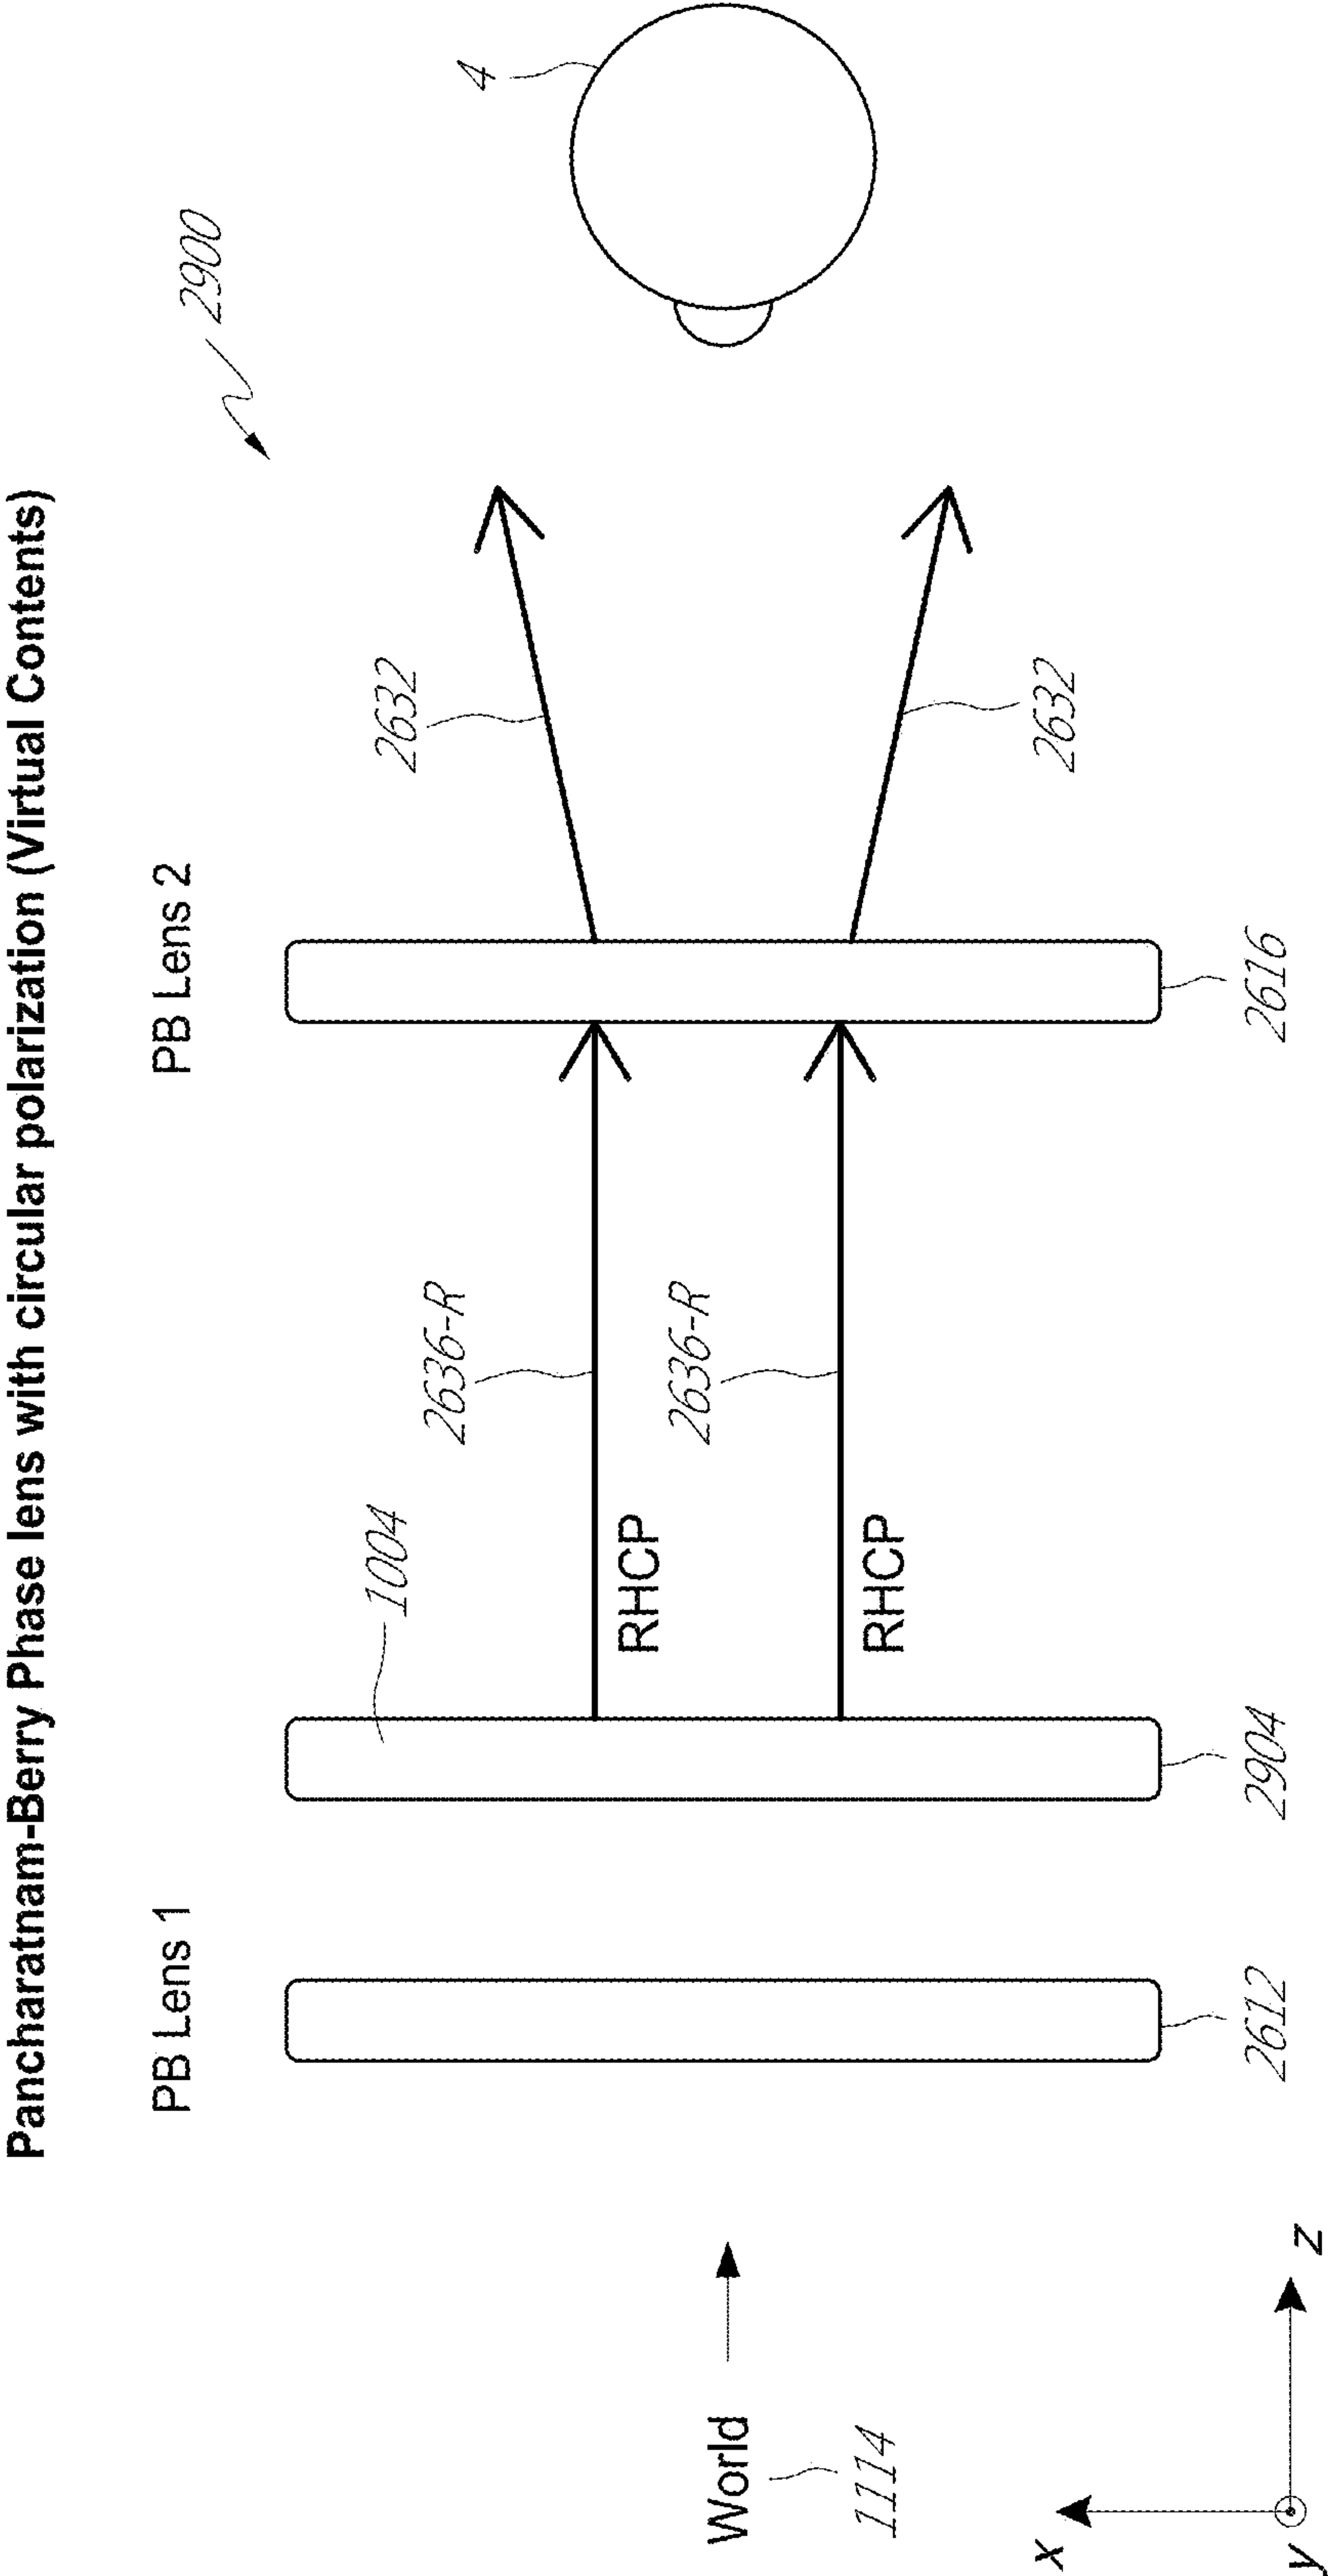 Pancharatnam-Berry Phase lens with circular polarization (Virtual Contents)
PB Lens 1
PB Lens 2
2900
1004
2632
2636-R
4
RHCP
2636-R
World
1114
RHCP
2632
x
2612
2904
2616
y
z